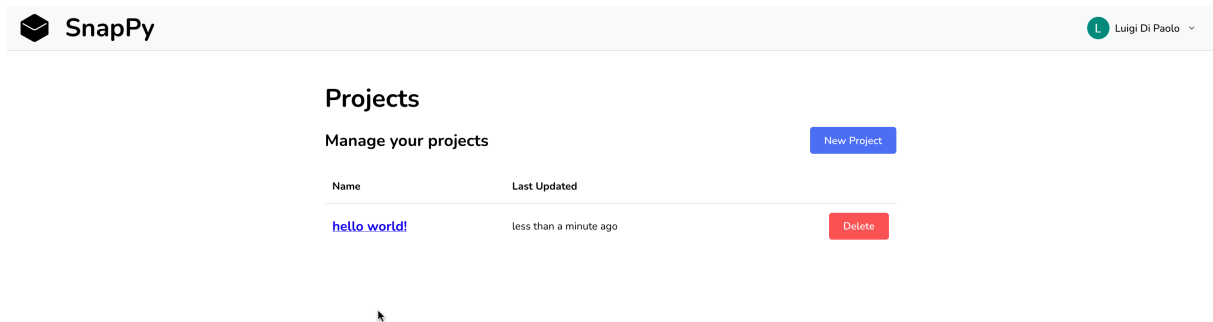 SnapPy
L Luigi Di Paolo
Projects
Manage your projects
New Project
Name Last Updated
hello world! less than a minute ago Delete